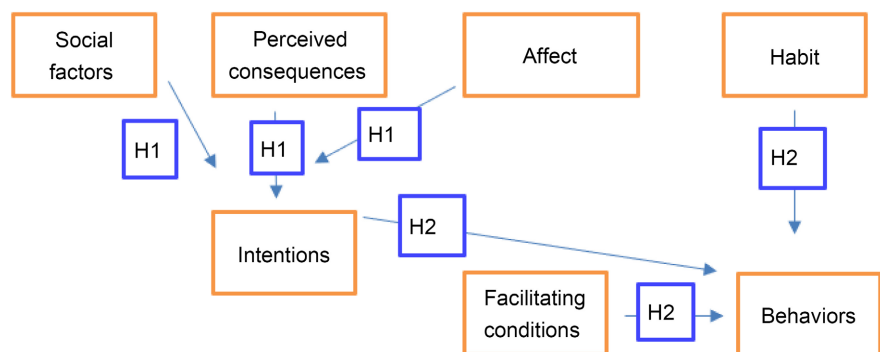 Social
factors
Perceived
consequences
Affect
Habit
H1
H1
H1
H2
Intentions
H2
Facilitating
conditions
H2
Behaviors